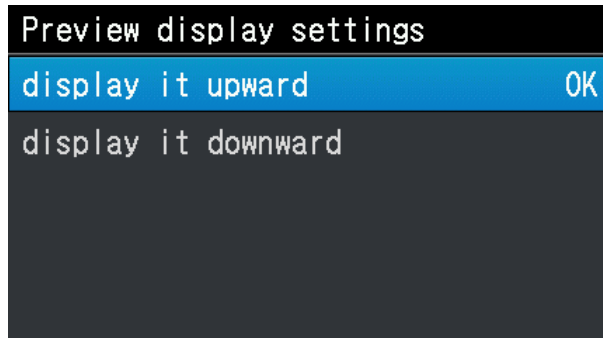 Preview display settings
display it upward OK
display it downward